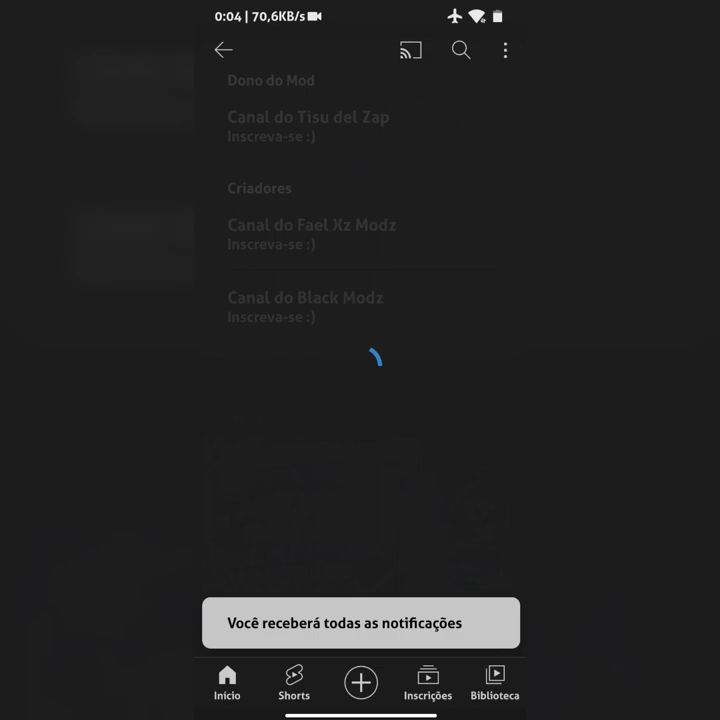 0:04 | 70,6KB/s
Dono do Mod
Canal do Tisu del Zap
Inscreva-se :)
Criadores
Canal do Fael Xz Modz
Inscreva-se :)
Canal do Black Modz
Inscreva-se :)
Você receberá todas as notificações
Início
Shorts
Inscrições
Biblioteca